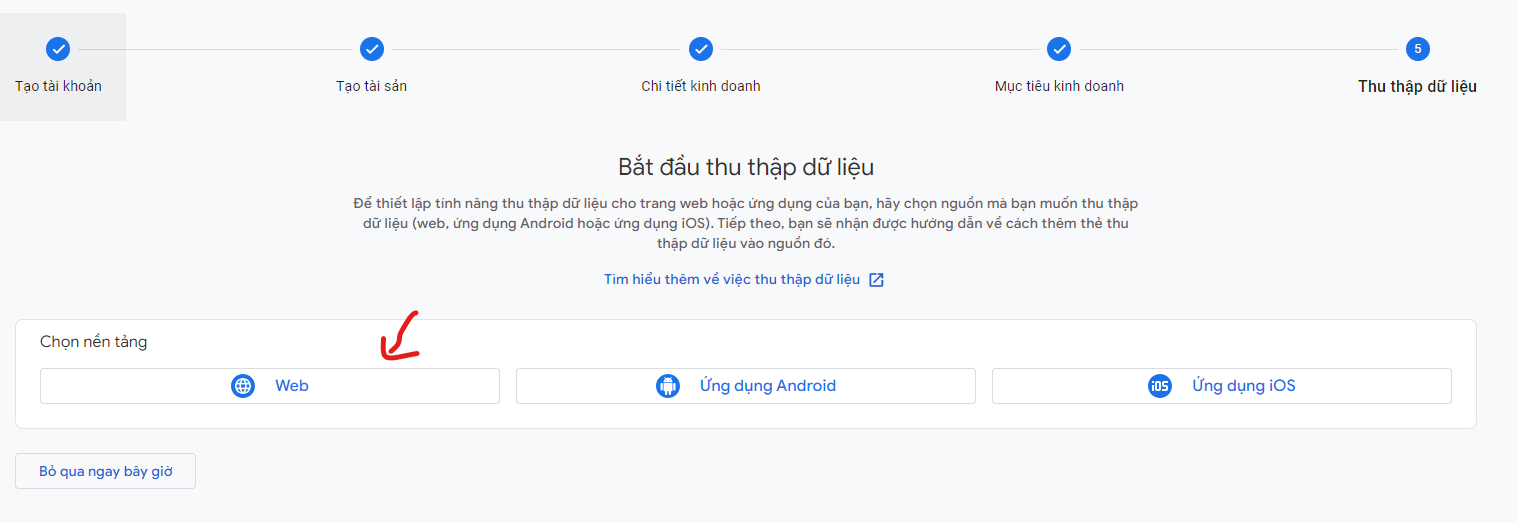 5
Tạo tài khoản
Tạo tài sản
Chi tiết kinh doanh
Mục tiêu kinh doanh
Thu thập dữ liệu
Bắt đầu thu thập dữ liệu
Để thiết lập tính năng thu thập dữ liệu cho trang web hoặc ứng dụng của bạn, hãy chọn nguồn mà bạn muốn thu thập
dữ liệu (web, ứng dụng Android hoặc ứng dụng iOS). Tiếp theo, bạn sẽ nhận được hướng dẫn về cách thêm thẻ thu
thập dữ liệu vào nguồn đó.
Tìm hiểu thêm về việc thu thập dữ liệu
Chọn nền tảng
Web
Ứng dụng Android
iOS Ứng dụng iOS
Bỏ qua ngay bây giờ